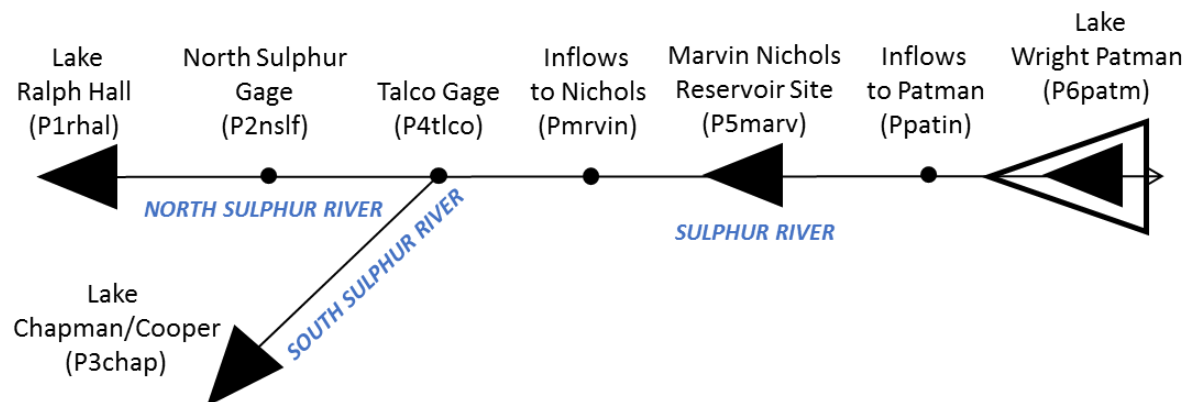 Lake
Ralph Hall
(P1rhal)
North Sulphur
Gage
(P2nslf)
Talco Gage
(P4tlco)
Inflows
to Nichols
(Pmrvin)
Marvin Nichols
Reservoir Site
(P5marv)
Inflows
to Patman
(Ppatin)
Lake
Wright Patman
(P6patm)
NORTH SULPHUR RIVER
SOUTH SULPHUR RIVER
SULPHUR RIVER
Lake
Chapman/Cooper
(P3chap)